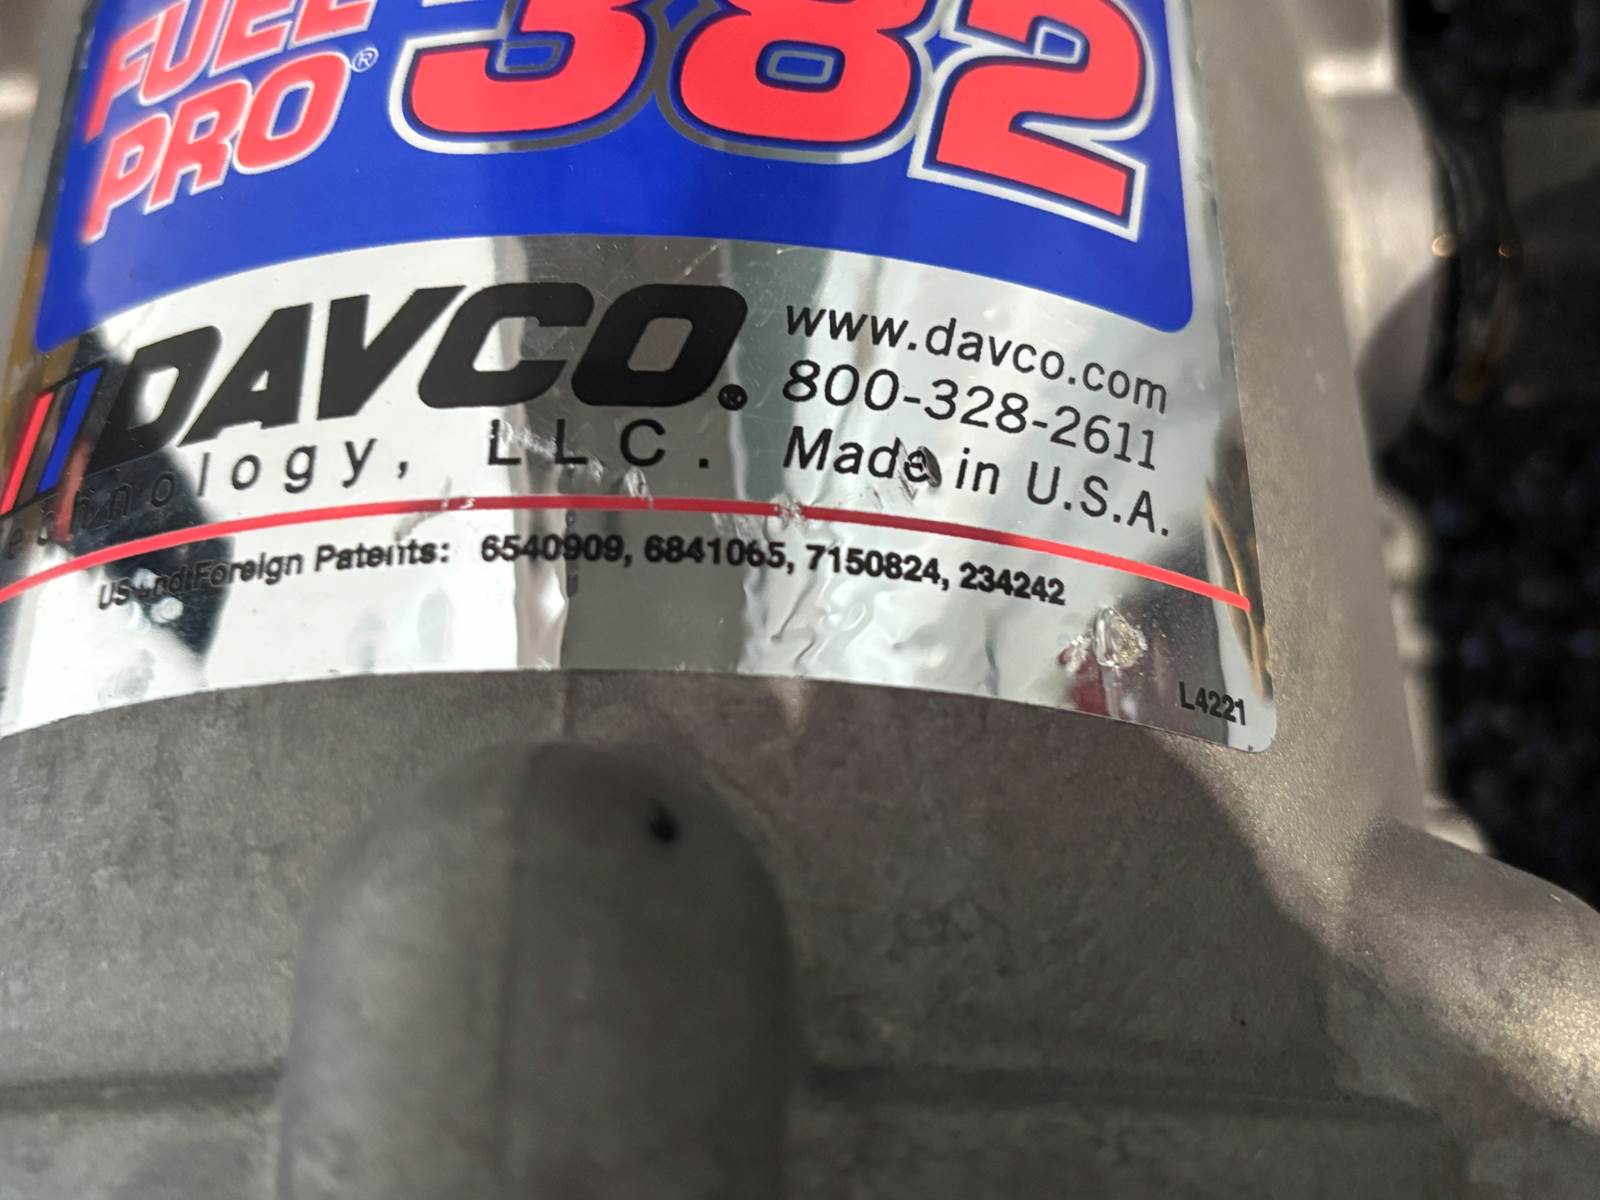 FUEL
PRO® 382
DAVCO®
Technology, LLC.
www.davco.com
800-328-2611
Made in U.S.A.
US and Foreign Patents: 6540909, 6841065, 7150824, 234242
L4221